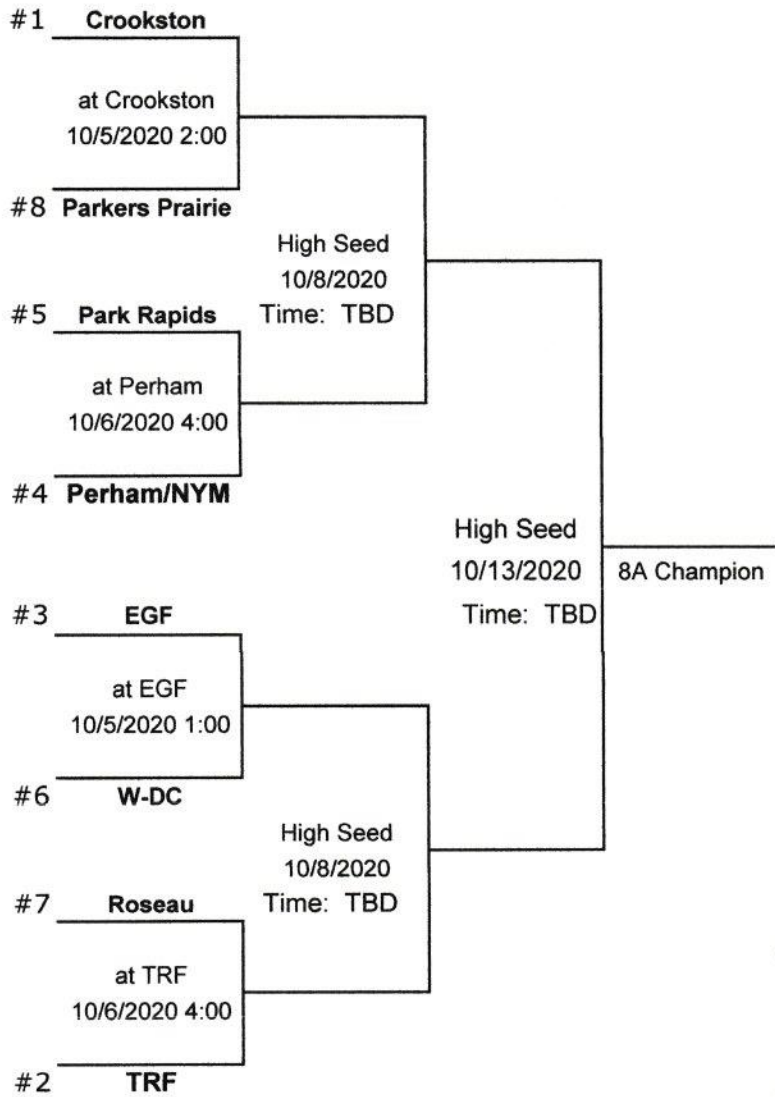 #1 Crookston
at Crookston
10/5/2020 2:00
#8 Parkers Prairie
High Seed
10/8/2020
Time: TBD
#5 Park Rapids
at Perham
10/6/2020 4:00
#4 Perham/NYM
High Seed
10/13/2020
Time: TBD
8A Champion
#3 EGF
at EGF
10/5/2020 1:00
#6 W-DC
High Seed
10/8/2020
Time: TBD
#7 Roseau
at TRF
10/6/2020 4:00
#2 TRF